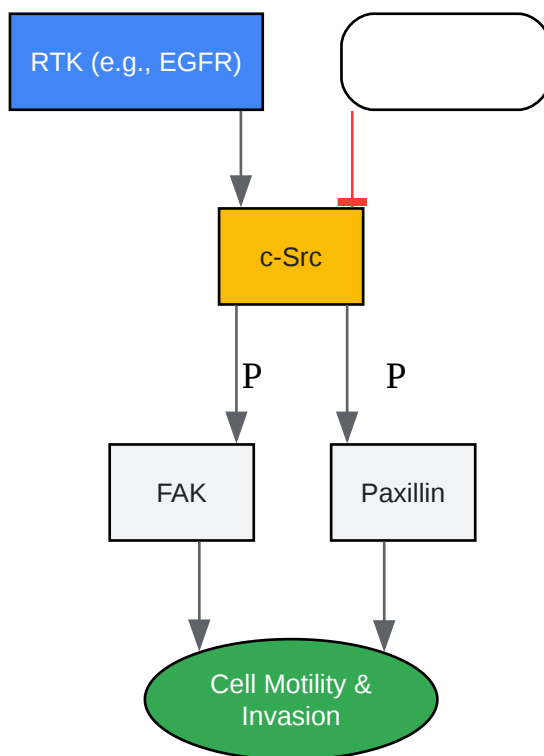 RTK (e.g., EGFR)
c-Src
P
P
FAK
Paxillin
Cell Motility &
Invasion